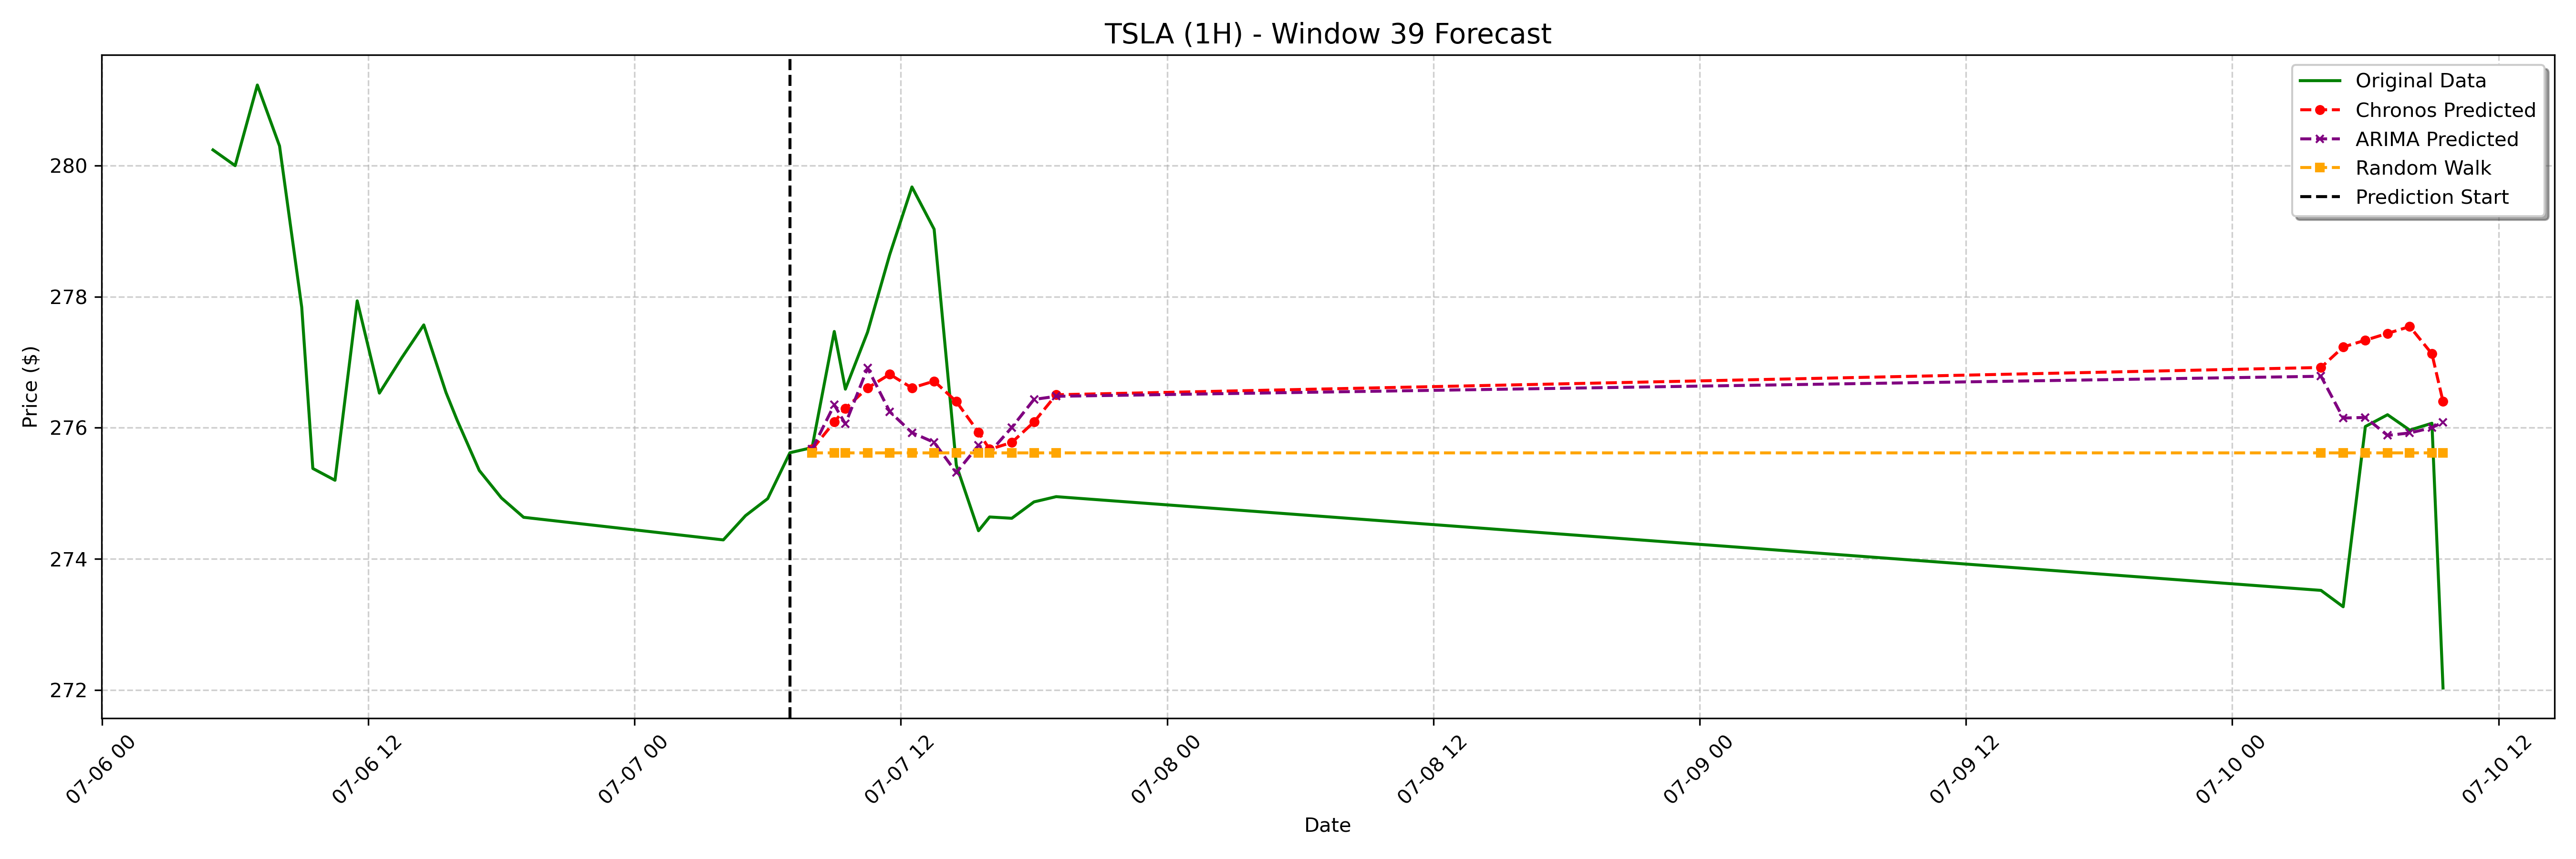 TSLA (1H) - Window 39 Forecast
Original Data
Chronos Predicted
ARIMA Predicted
Random Walk
Prediction Start
Price ($)
280
278
276
274
272
07-06 00
07-06 12
07-07 00
07-07 12
07-08 00
07-08 12
07-09 00
07-09 12
07-10 00
07-10 12
Date